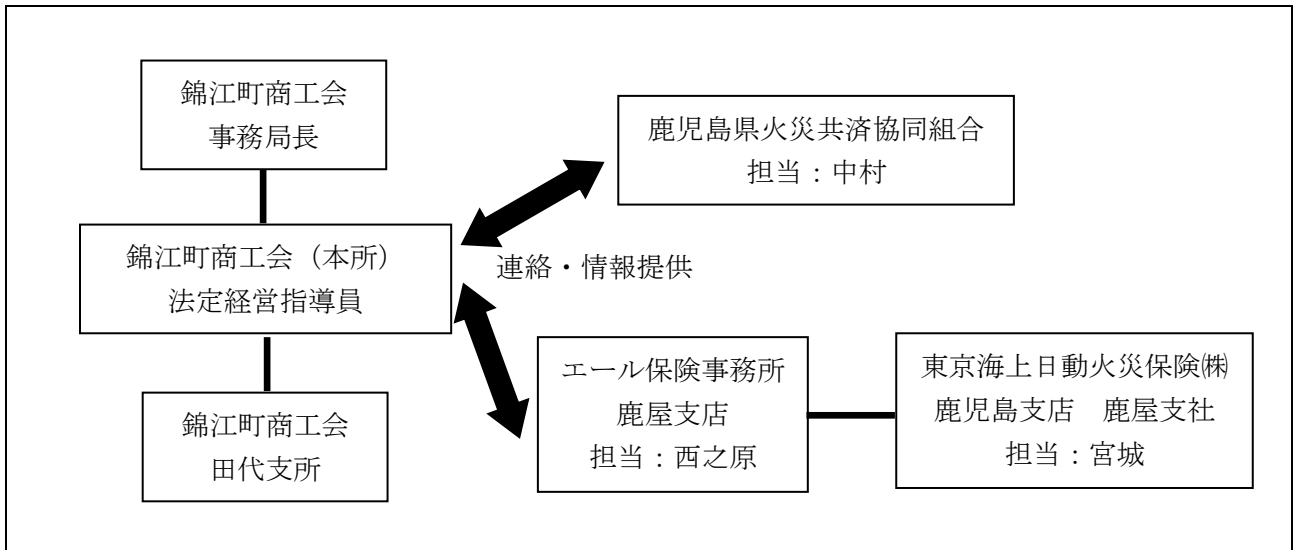 錦江町商工会
事務局長
錦江町商工会（本所）
法定経営指導員
錦江町商工会
田代支所
連絡・情報提供
鹿児島県火災共済協同組合
担当：中村
エール保険事務所
鹿屋支店
担当：西之原
東京海上日動火災保険㈱
鹿児島支店　鹿屋支社
担当：宮城